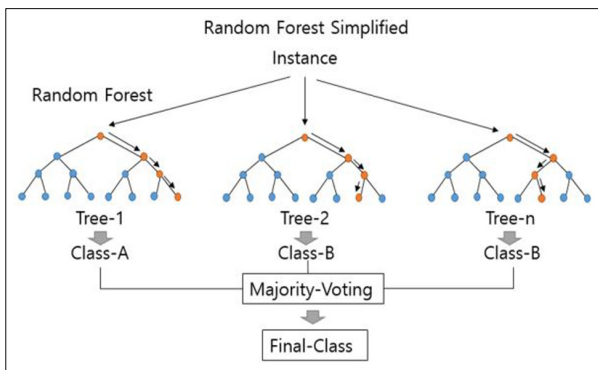 Random Forest Simplified
Instance
Random Forest
Tree-1 Tree-2 Tree-n
Class-A Class-B Class-B
Majority-Voting
Final-Class